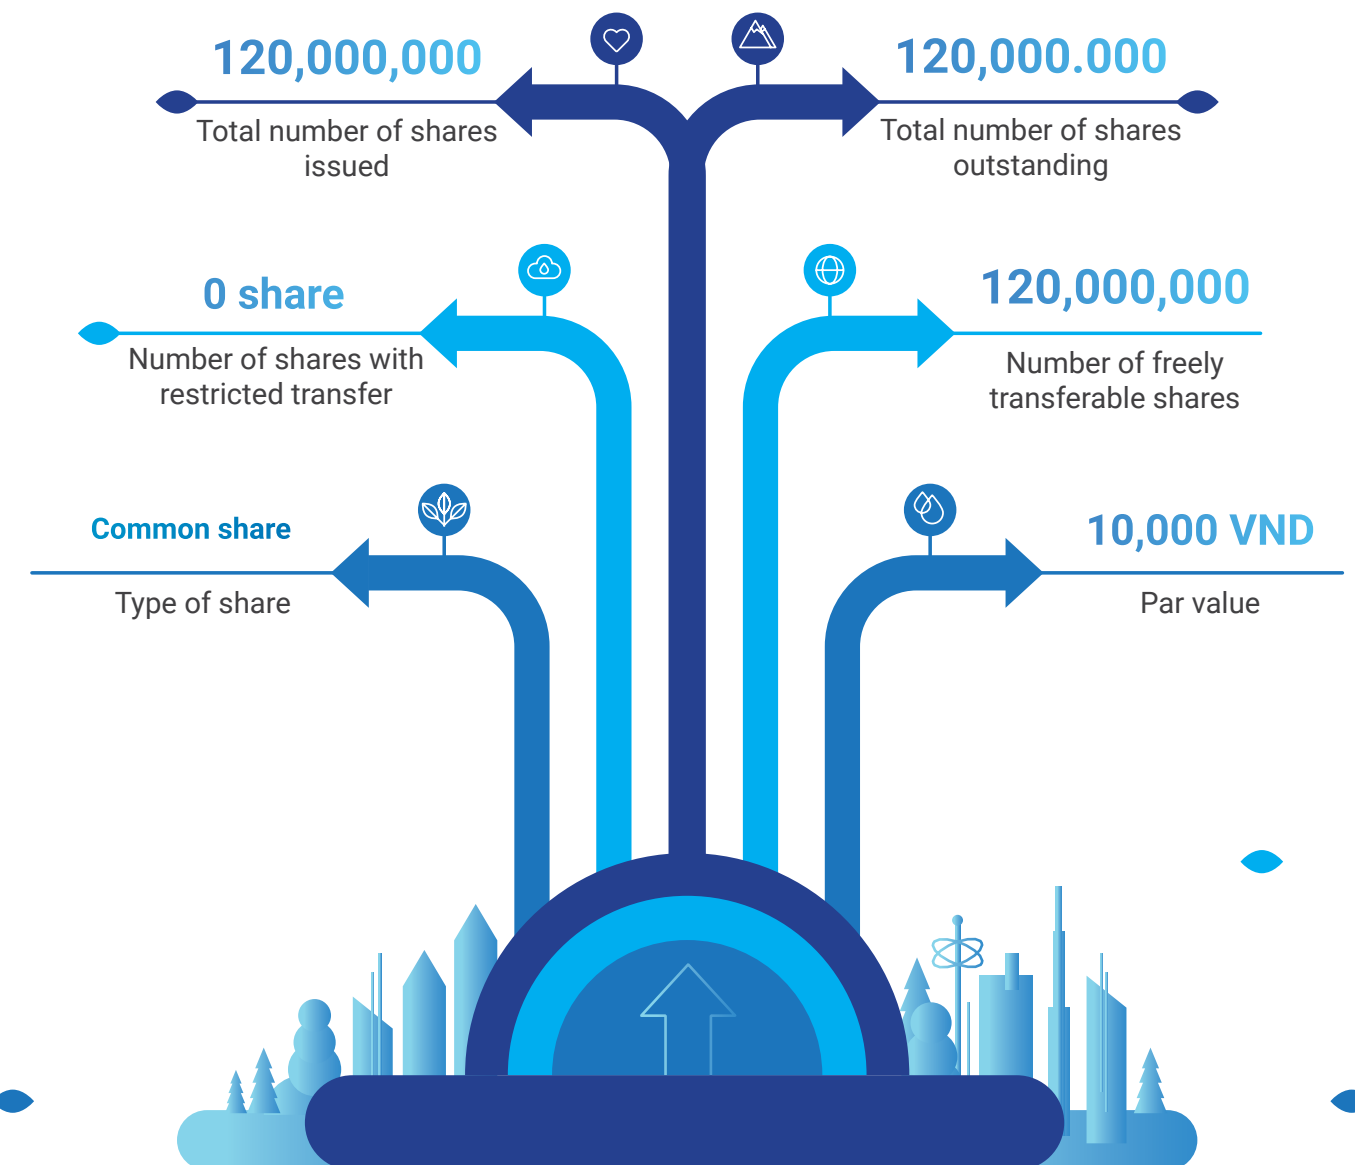 120,000,000
Total number of shares
issued
120,000.000
Total number of shares
outstanding
0 share
Number of shares with
restricted transfer
120,000,000
Number of freely
transferable shares
Common share
Type of share
10,000 VND
Par value